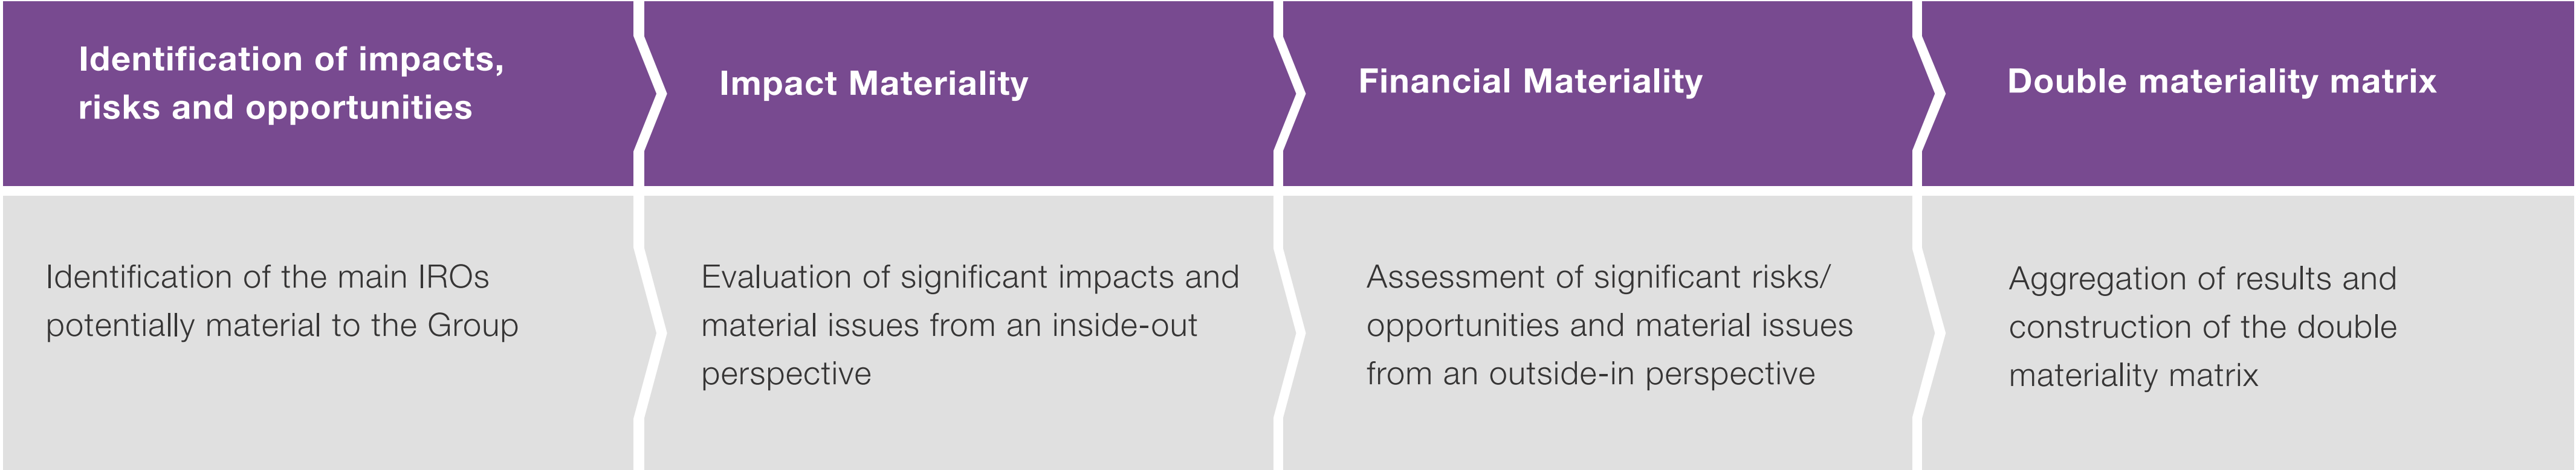 Identification of impacts,
risks and opportunities
Impact Materiality
Financial Materiality
Double materiality matrix
Identification of the main IROs
potentially material to the Group
Evaluation of significant impacts and
material issues from an inside-out
perspective
Assessment of significant risks/
opportunities and material issues
from an outside-in perspective
Aggregation of results and
construction of the double
materiality matrix